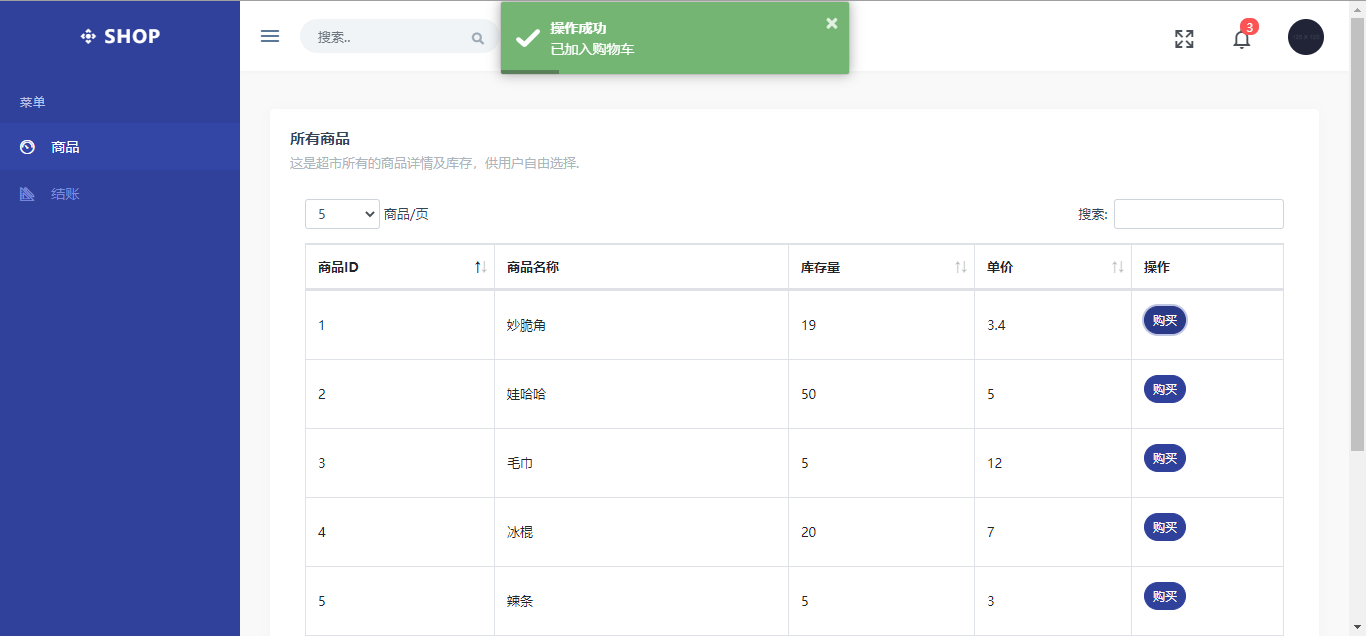 SHOP
搜索..
操作成功
已加入购物车
3
菜单
商品
结账
所有商品
这是超市所有的商品详情及库存，供用户自由选择.
5 商品/页
搜索:
商品ID 商品名称 库存量 单价 操作
1 妙脆角 19 3.4 购买
2 娃哈哈 50 5 购买
3 毛巾 5 12 购买
4 冰棍 20 7 购买
5 辣条 5 3 购买